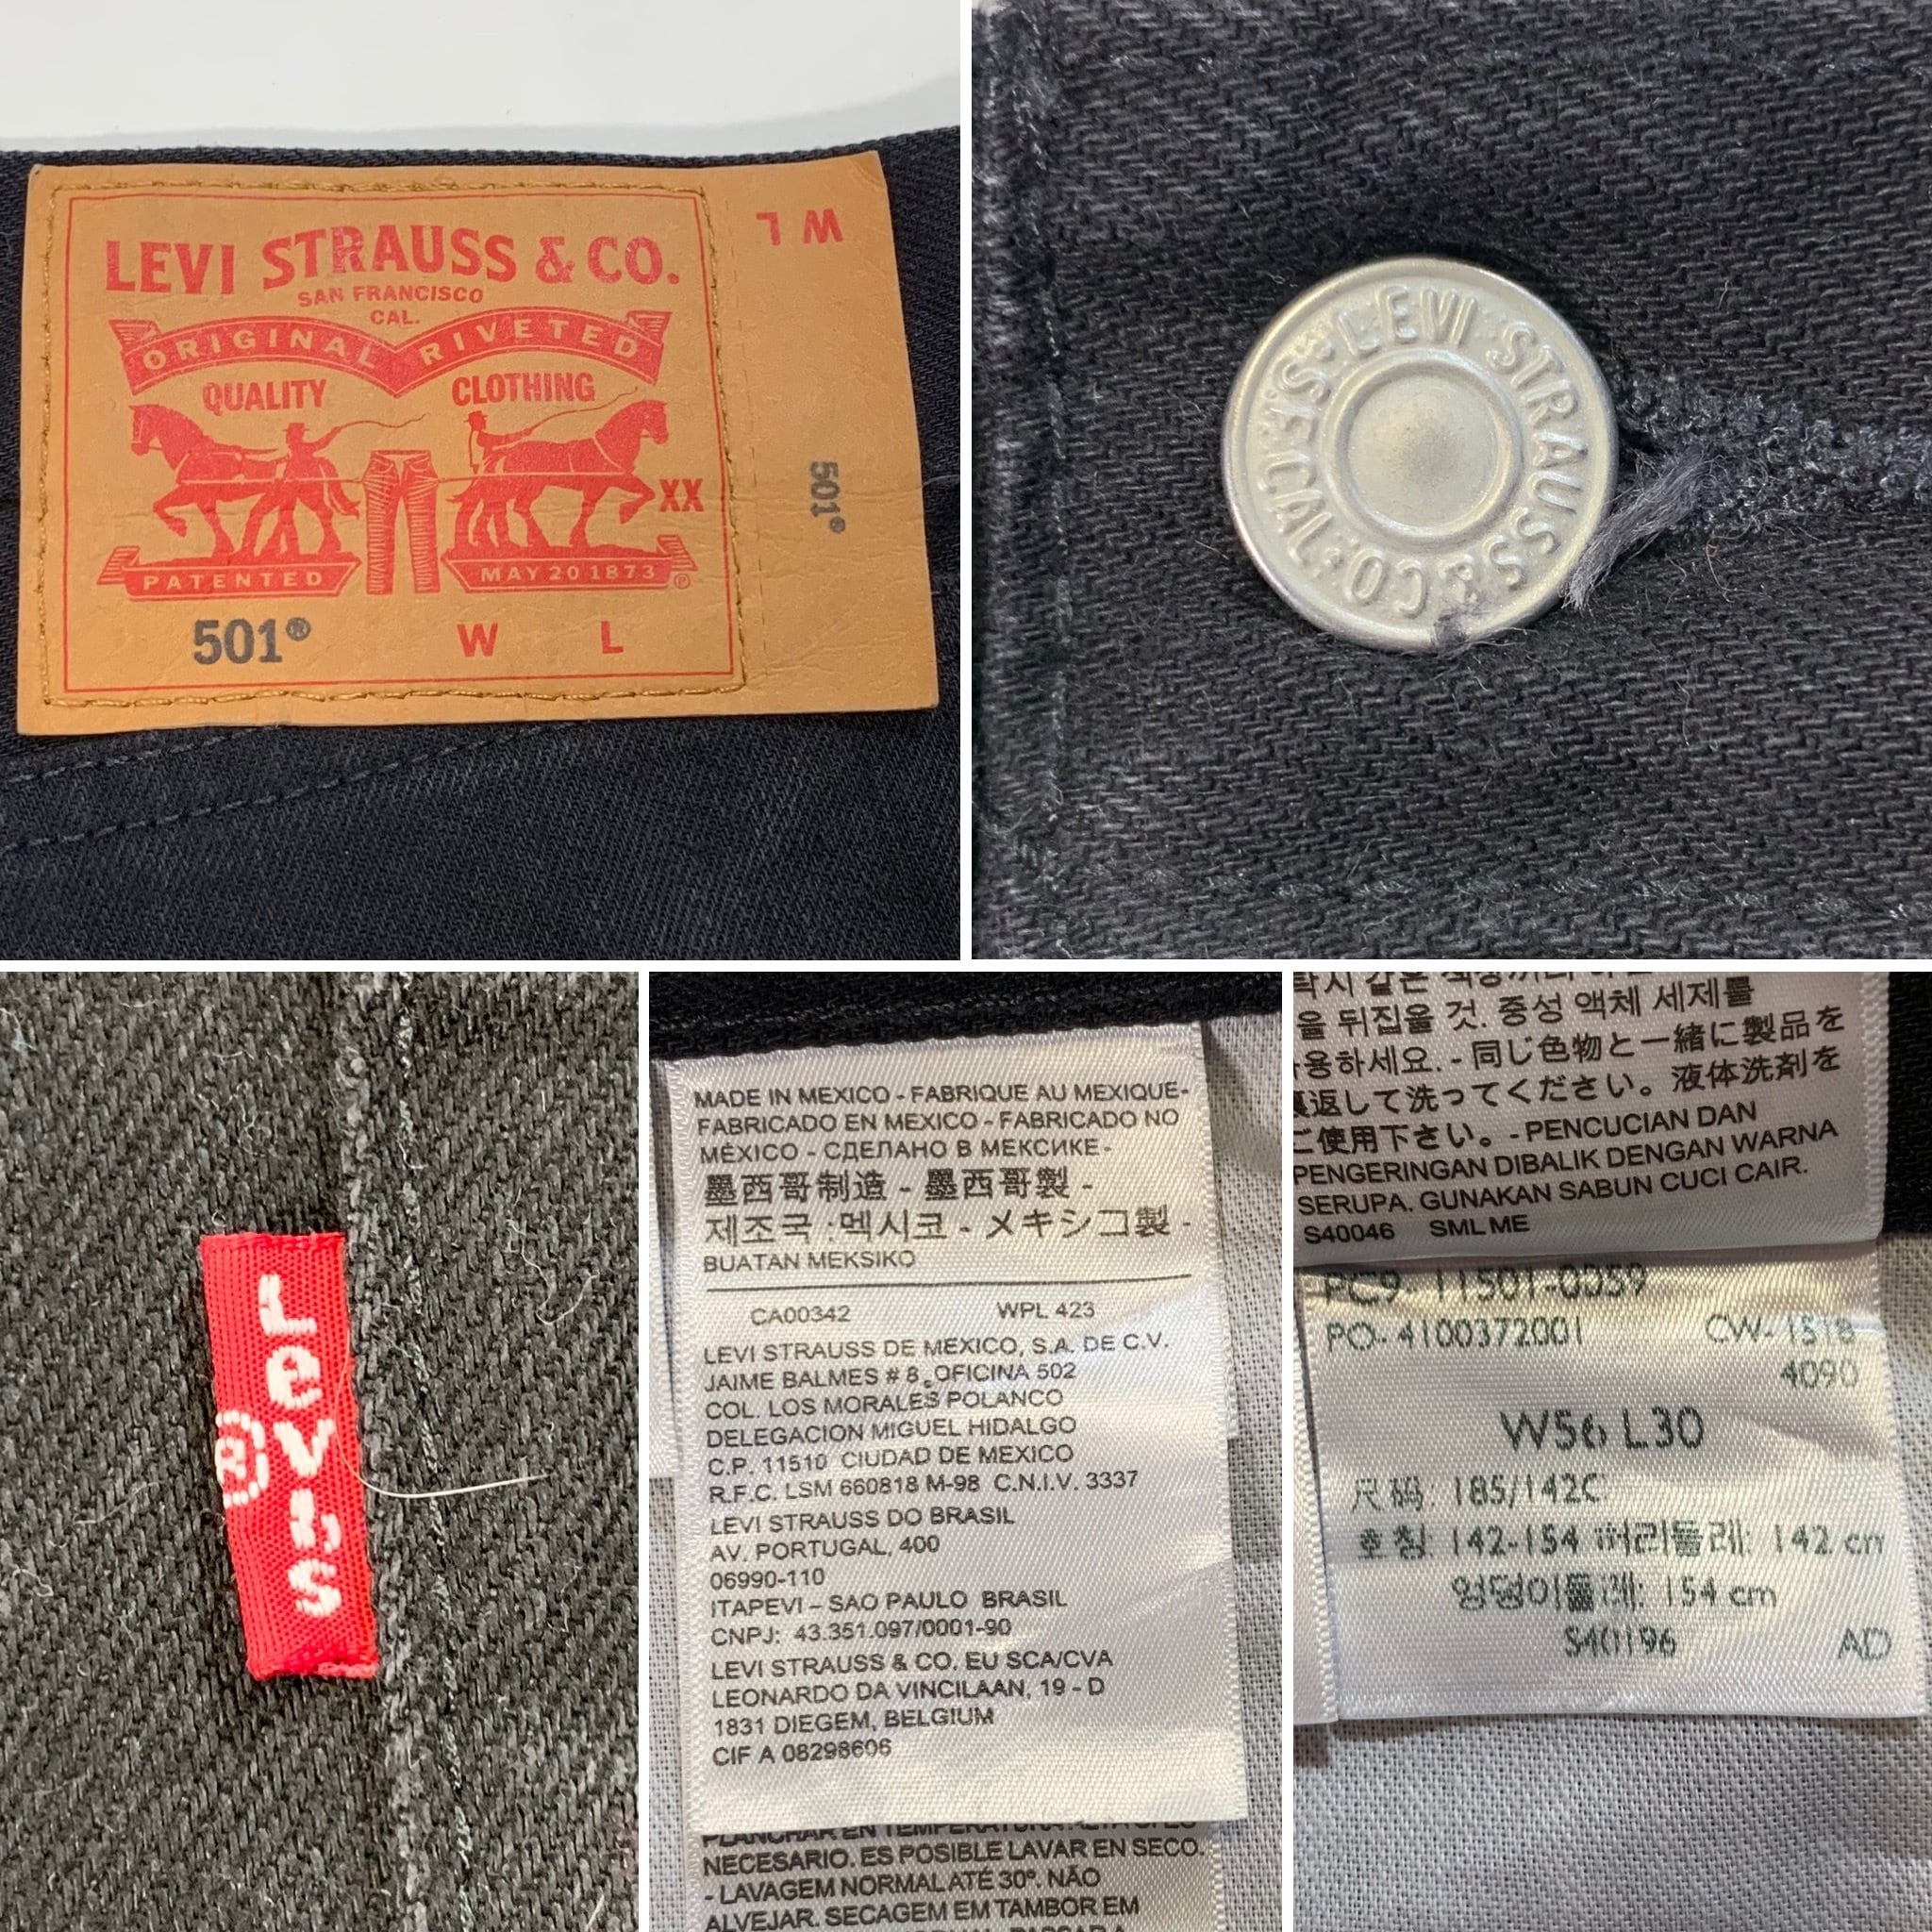 LEVI STRAUSS & CO.
SAN FRANCISCO
CAL.
ORIGINAL RIVETED
QUALITY CLOTHING
XX
PATENTED MAY 20 1873 ®
501® W L
W L
501®
LEVI STRAUSS & CO. S.F. CAL.
Levi's
®
MADE IN MEXICO - FABRIQUE AU MEXIQUE-
FABRICADO EN MEXICO - FABRICADO NO
MÉXICO - СДЕЛАНО В МЕКСИКЕ-
墨西哥制造 - 墨西哥製 -
제조국 :멕시코 - メキシコ製 -
BUATAN MEKSIKO
CA00342 WPL 423
LEVI STRAUSS DE MEXICO, S.A. DE C.V.
JAIME BALMES # 8, OFICINA 502
COL. LOS MORALES POLANCO
DELEGACION MIGUEL HIDALGO
C.P. 11510 CIUDAD DE MEXICO
R.F.C. LSM 660818 M-98 C.N.I.V. 3337
LEVI STRAUSS DO BRASIL
AV. PORTUGAL, 400
06990-110
ITAPEVI – SAO PAULO BRASIL
CNPJ: 43.351.097/0001-90
LEVI STRAUSS & CO. EU SCA/CVA
LEONARDO DA VINCILAAN, 19 - D
1831 DIEGEM, BELGIUM
CIF A 08298606
PLANCHAR EN TEMPERATURA
NECESARIO. ES POSIBLE LAVAR EN SECO.
- LAVAGEM NORMAL ATÉ 30º. NÃO
ALVEJAR. SECAGEM EM TAMBOR EM
을 뒤집을 것. 중성 액체 세제를
사용하세요. - 同じ色物と一緒に製品を
裏返して洗ってください。液体洗剤を
ご使用下さい。- PENCUCIAN DAN
PENGERINGAN DIBALIK DENGAN WARNA
SERUPA. GUNAKAN SABUN CUCI CAIR.
S40046 SML ME
PC9- 11501-0059
PO- 4100372001 CW- 1518
4090
W56 L30
尺码: 185/142C
호칭: 142-154 허리둘레: 142 cm
엉덩이둘레: 154 cm
S40196 AD